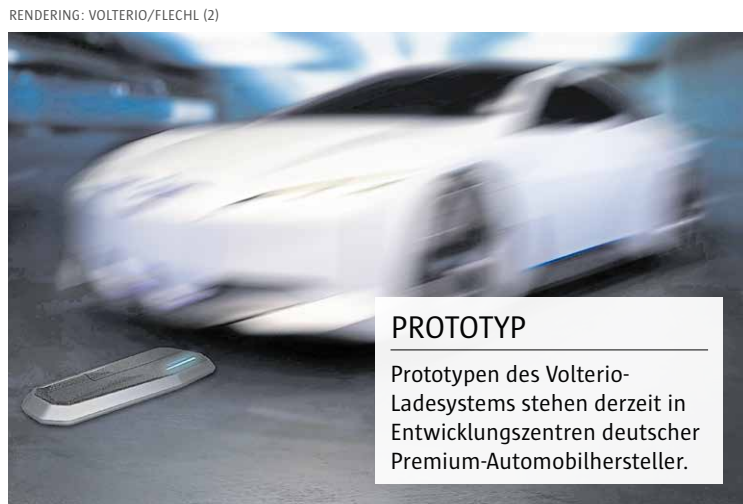 RENDERING: VOLTERIO/FLECHL (2)
PROTOTYP
Prototypen des Volterio-
Ladesystems stehen derzeit in
Entwicklungszentren deutscher
Premium-Automobilhersteller.